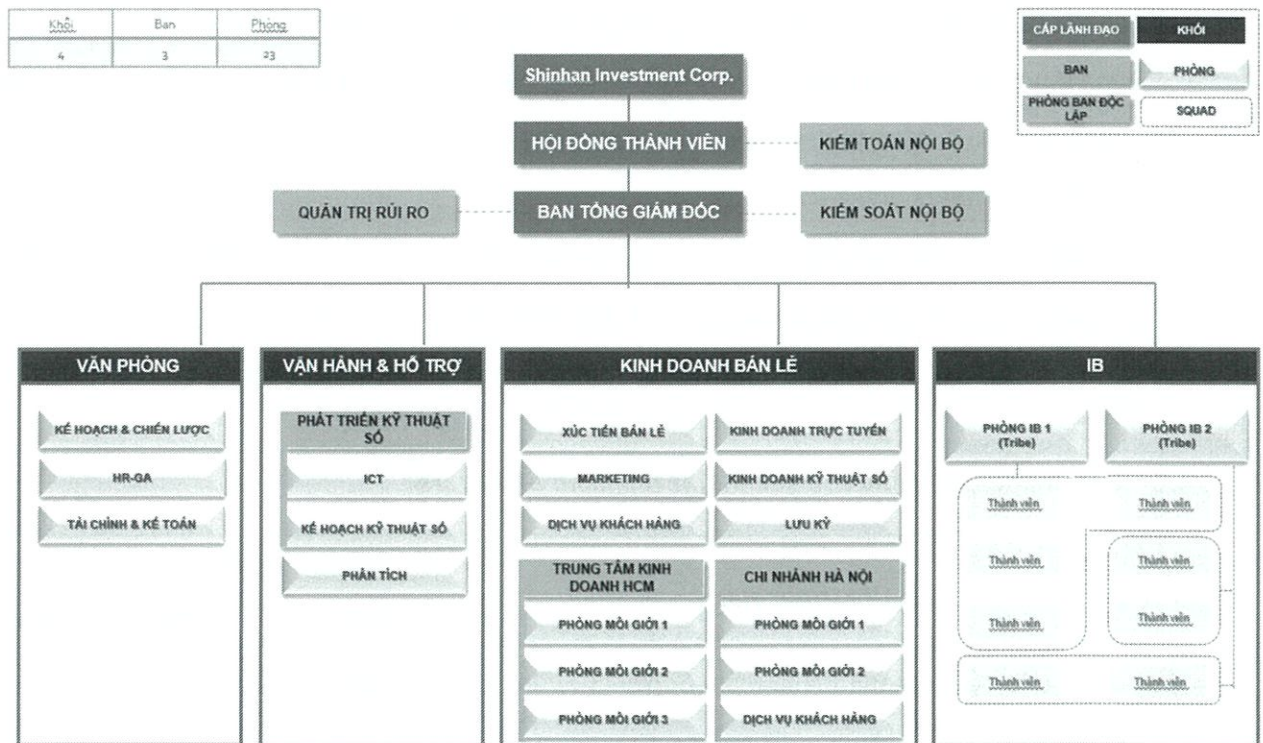 Khối Ban Phòng
4 3 23
CẤP LÃNH ĐẠO KHỐI
BAN PHÒNG
PHÒNG BAN ĐỘC
LẬP
SQUAD
Shinhan Investment Corp.
HỘI ĐỒNG THÀNH VIÊN
KIỂM TOÁN NỘI BỘ
QUẢN TRỊ RỦI RO
BAN TỔNG GIÁM ĐỐC
KIỂM SOÁT NỘI BỘ
VĂN PHÒNG
KẾ HOẠCH & CHIẾN LƯỢC
HR-GA
TÀI CHÍNH & KẾ TOÁN
VẬN HÀNH & HỖ TRỢ
PHÁT TRIỂN KỸ THUẬT
SỐ
ICT
KẾ HOẠCH KỸ THUẬT SỐ
PHÂN TÍCH
KINH DOANH BÁN LẺ
XÚC TIẾN BÁN LẺ
KINH DOANH TRỰC TUYẾN
MARKETING
KINH DOANH KỸ THUẬT SỐ
DỊCH VỤ KHÁCH HÀNG
LƯU KÝ
TRUNG TÂM KINH
DOANH HCM
PHÒNG MÔI GIỚI 1
PHÒNG MÔI GIỚI 2
PHÒNG MÔI GIỚI 3
CHI NHÁNH HÀ NỘI
PHÒNG MÔI GIỚI 1
PHÒNG MÔI GIỚI 2
DỊCH VỤ KHÁCH HÀNG
IB
PHÒNG IB 1
(Tribe)
PHÒNG IB 2
(Tribe)
Thành viên Thành viên
Thành viên Thành viên
Thành viên Thành viên
Thành viên Thành viên